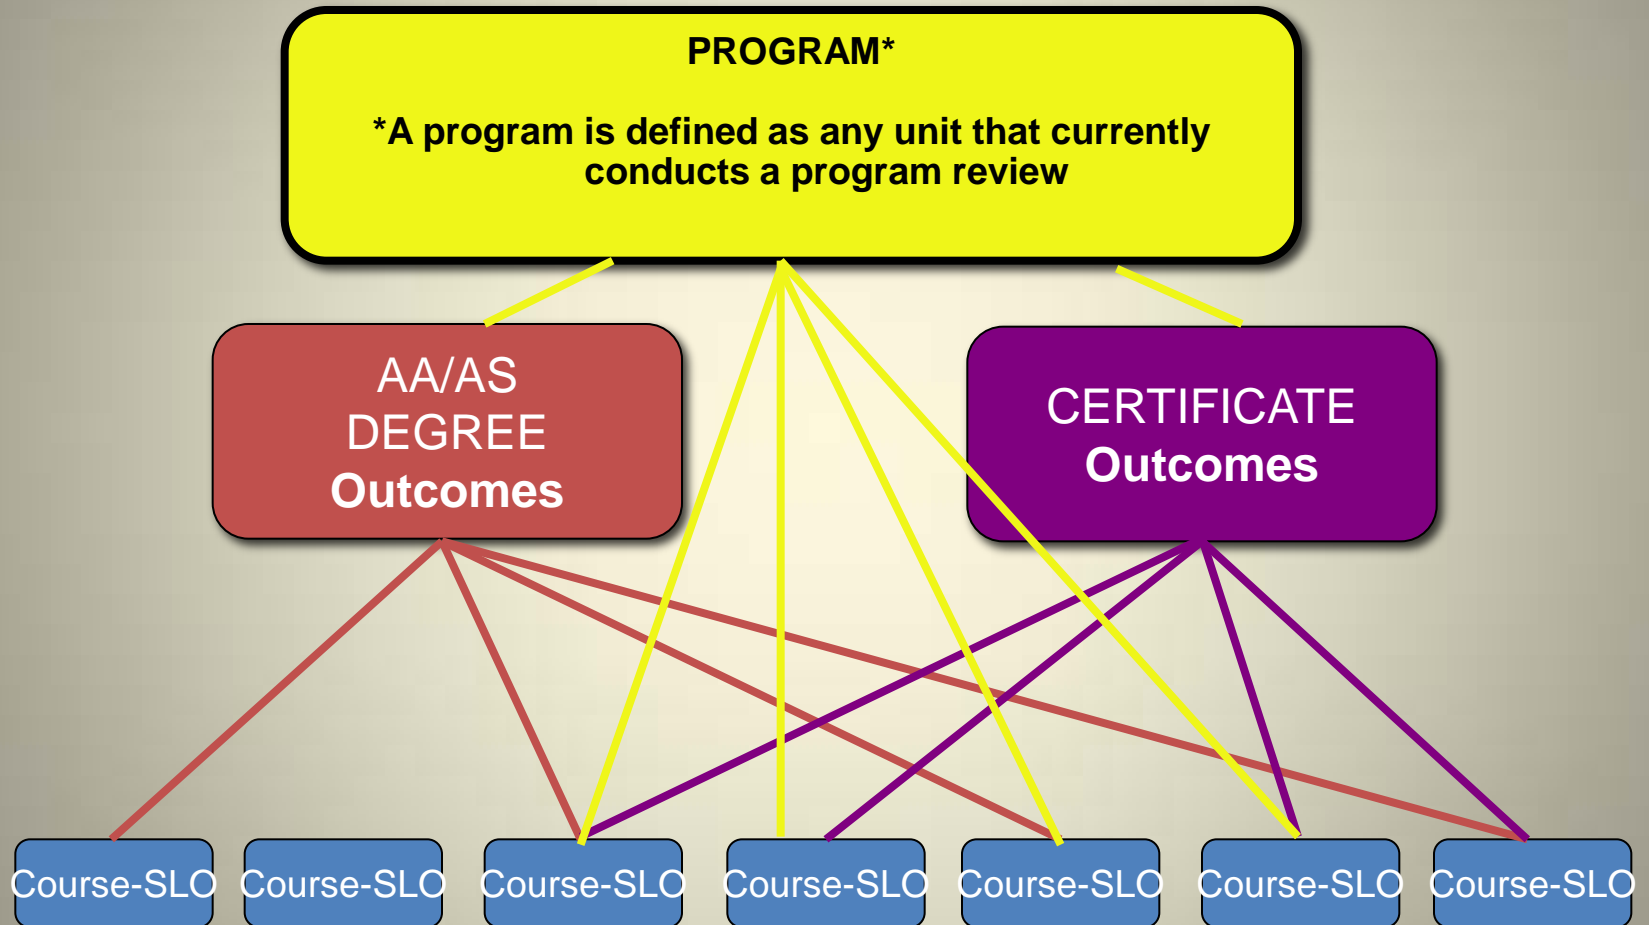 PROGRAM*
*A program is defined as any unit that currently
conducts a program review
AA/AS
DEGREE
Outcomes
CERTIFICATE
Outcomes
Course-SLO
Course-SLO
Course-SLO
Course-SLO
Course-SLO
Course-SLO
Course-SLO